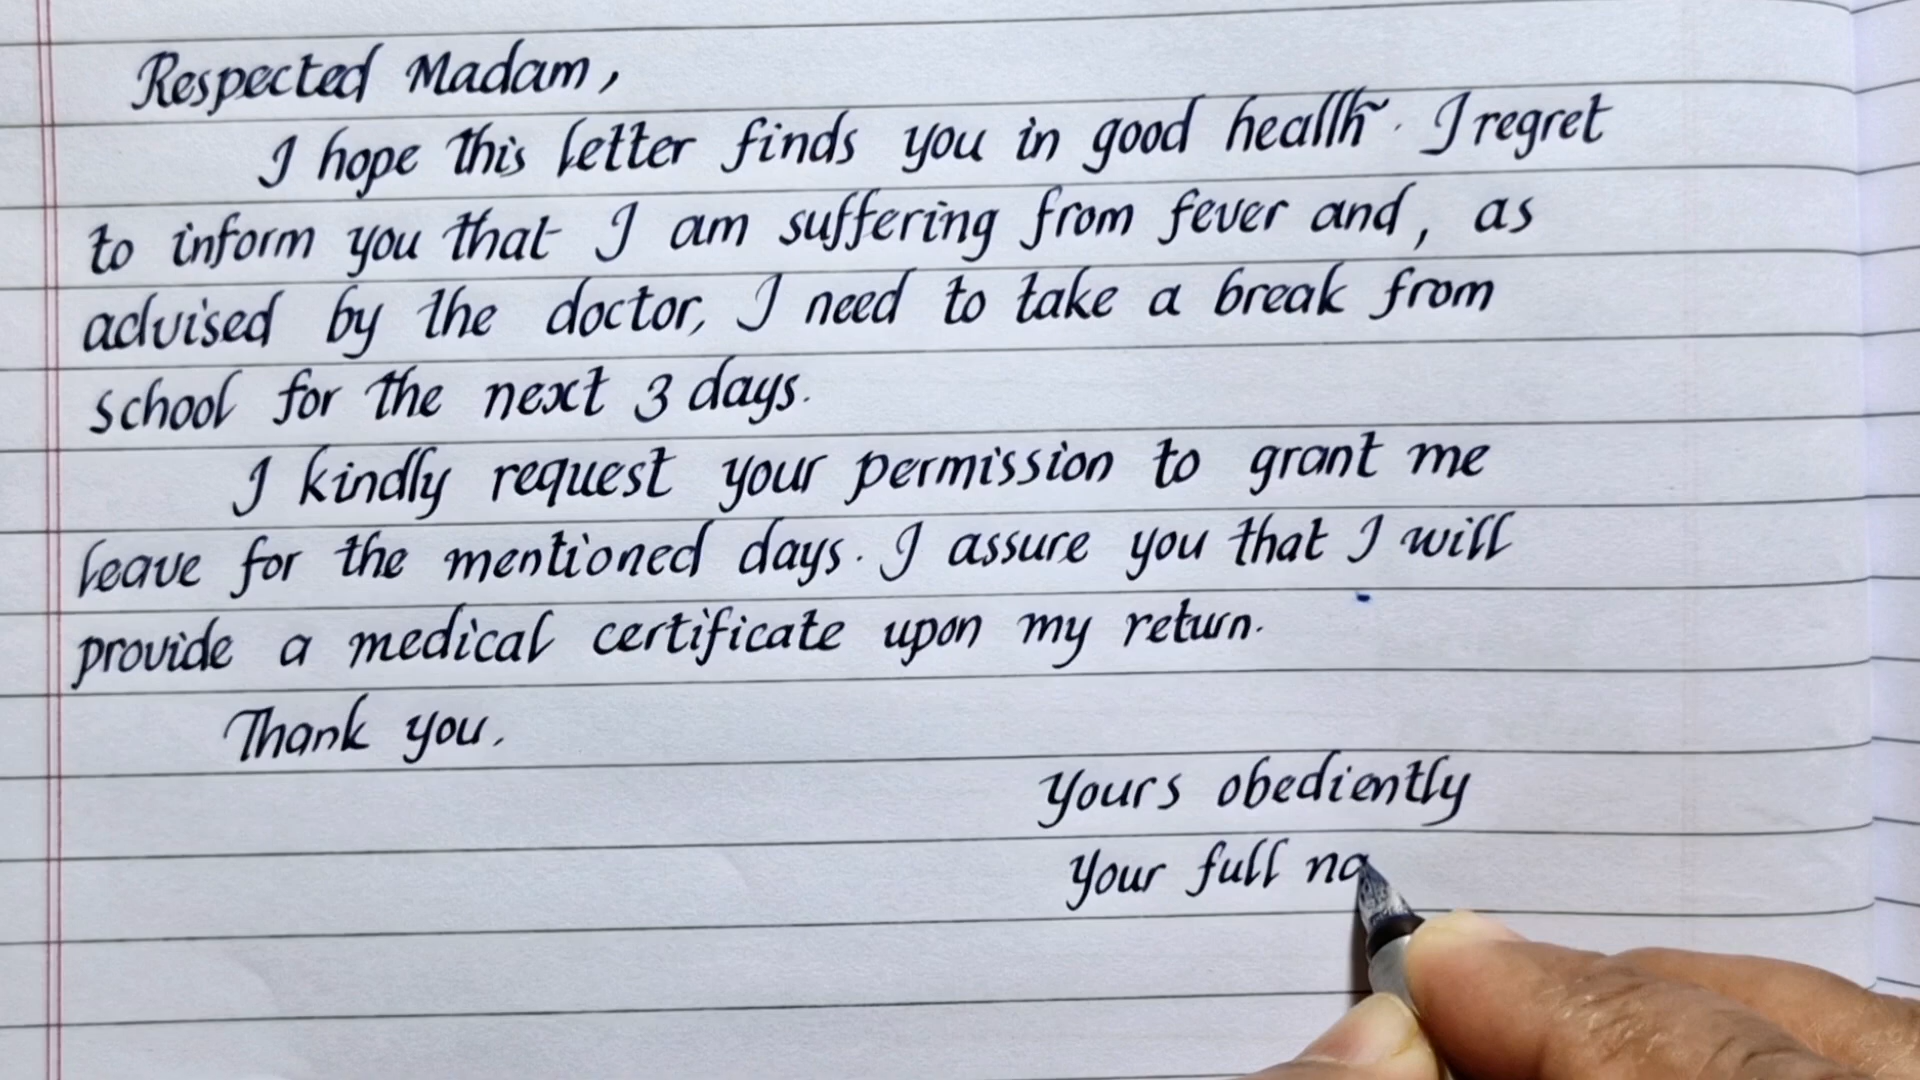 Respected Madam,
I hope this letter finds you in good health. I regret
to inform you that I am suffering from fever and, as
advised by the doctor, I need to take a break from
school for the next 3 days.
I kindly request your permission to grant me
leave for the mentioned days. I assure you that I will
provide a medical certificate upon my return.
Thank you.
Yours obediently
Your full na